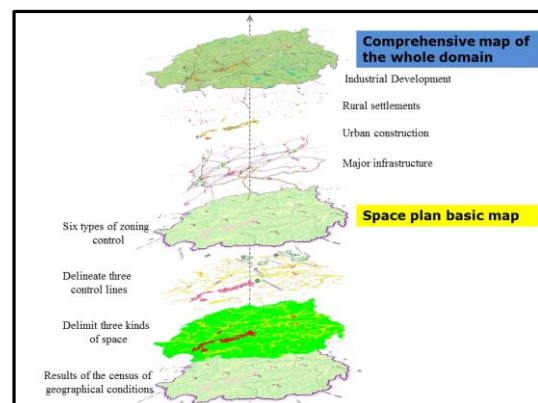 Comprehensive map of
the whole domain
Industrial Development
Rural settlements
Urban construction
Major infrastructure
Six types of zoning
control
Space plan basic map
Delineate three
control lines
Delimit three kinds
of space
Results of the census of
geographical conditions